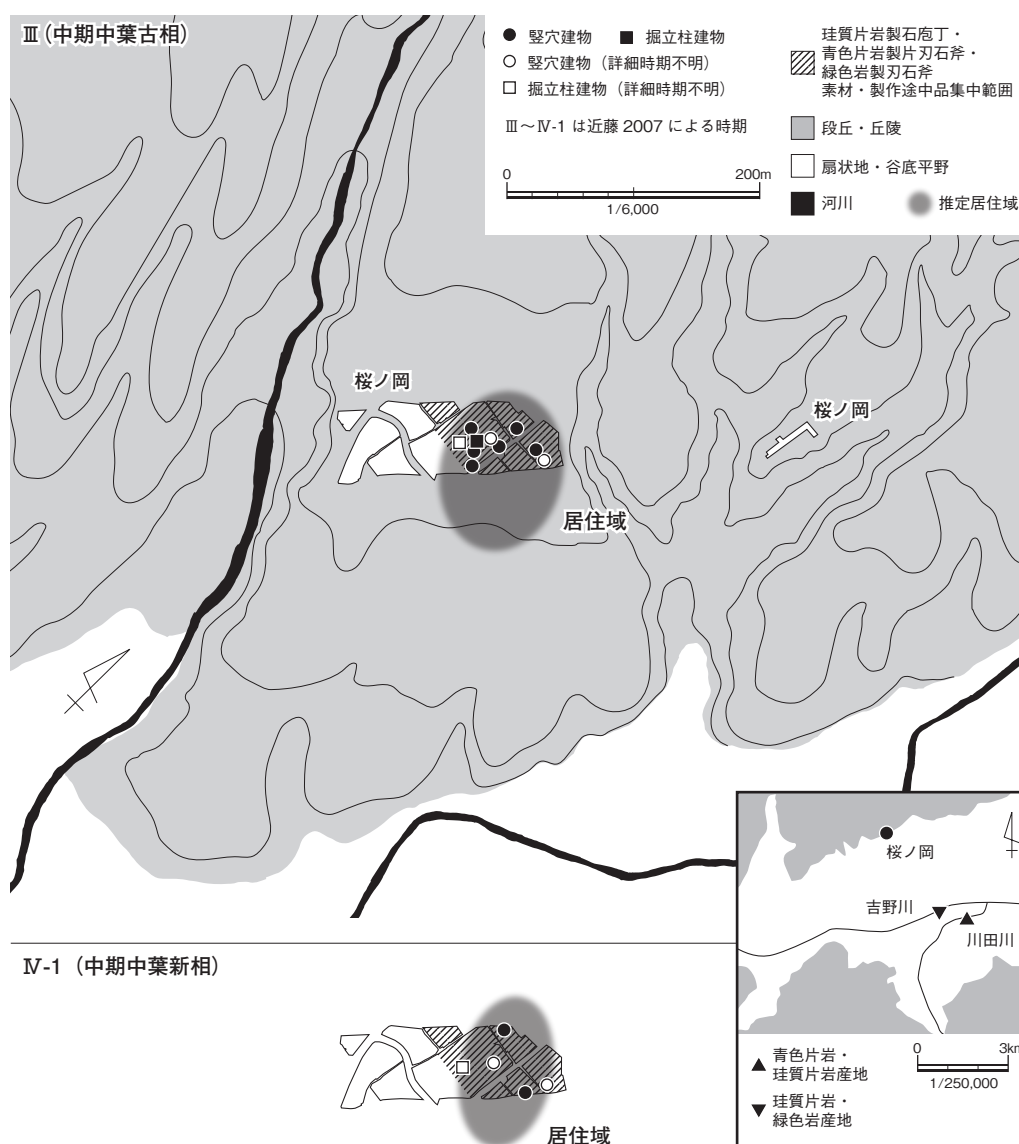 Ⅲ(中期中葉古相)
竪穴建物 掘立柱建物
竪穴建物(詳細時期不明)
掘立柱建物(詳細時期不明)
Ⅲ~Ⅳ-1 は近藤 2007 による時期
0 200m
1/6,000
珪質片岩製石庖丁・
青色片岩製片刃石斧・
緑色岩製刃石斧
素材・製作途中品集中範囲
段丘・丘陵
扇状地・谷底平野
河川 推定居住域
桜ノ岡
桜ノ岡
居住域
Ⅳ-1(中期中葉新相)
居住域
桜ノ岡
吉野川
川田川
青色片岩・
珪質片岩産地
珪質片岩・
緑色岩産地
0 3km
1/250,000